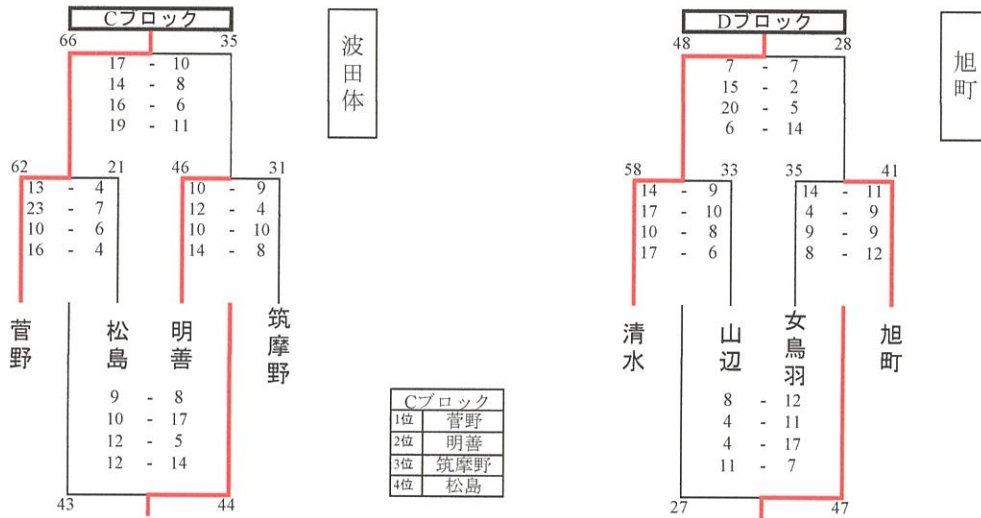 Cブロック
66 35
17 - 10
14 - 8
16 - 6
19 - 11
波田体
62 21 46 31
13 - 4
23 - 7
10 - 6
16 - 4
10 - 9
12 - 4
10 - 10
14 - 8
菅野
松島
明善
筑摩野
9 - 8
10 - 17
12 - 5
12 - 14
43 44
Cブロック
1位 菅野
2位 明善
3位 筑摩野
4位 松島
Dブロック
48 28
7 - 7
15 - 2
20 - 5
6 - 14
旭町
58 33 35 41
14 - 9
17 - 10
10 - 8
17 - 6
14 - 11
4 - 9
9 - 9
8 - 12
清水
山辺
女鳥羽
旭町
8 - 12
4 - 11
4 - 17
11 - 7
27 47